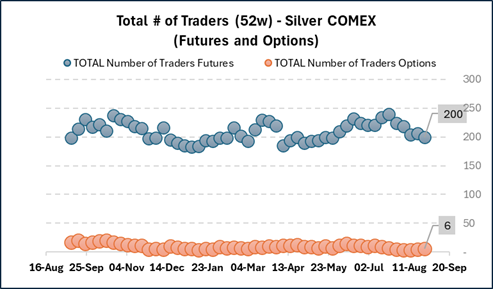 Total # of Traders (52w) - Silver COMEX
(Futures and Options)
TOTAL Number of Traders Futures TOTAL Number of Traders Options
300
250
200
200
150
100
50
6
-
16-Aug 25-Sep 04-Nov 14-Dec 23-Jan 04-Mar 13-Apr 23-May 02-Jul 11-Aug 20-Sep